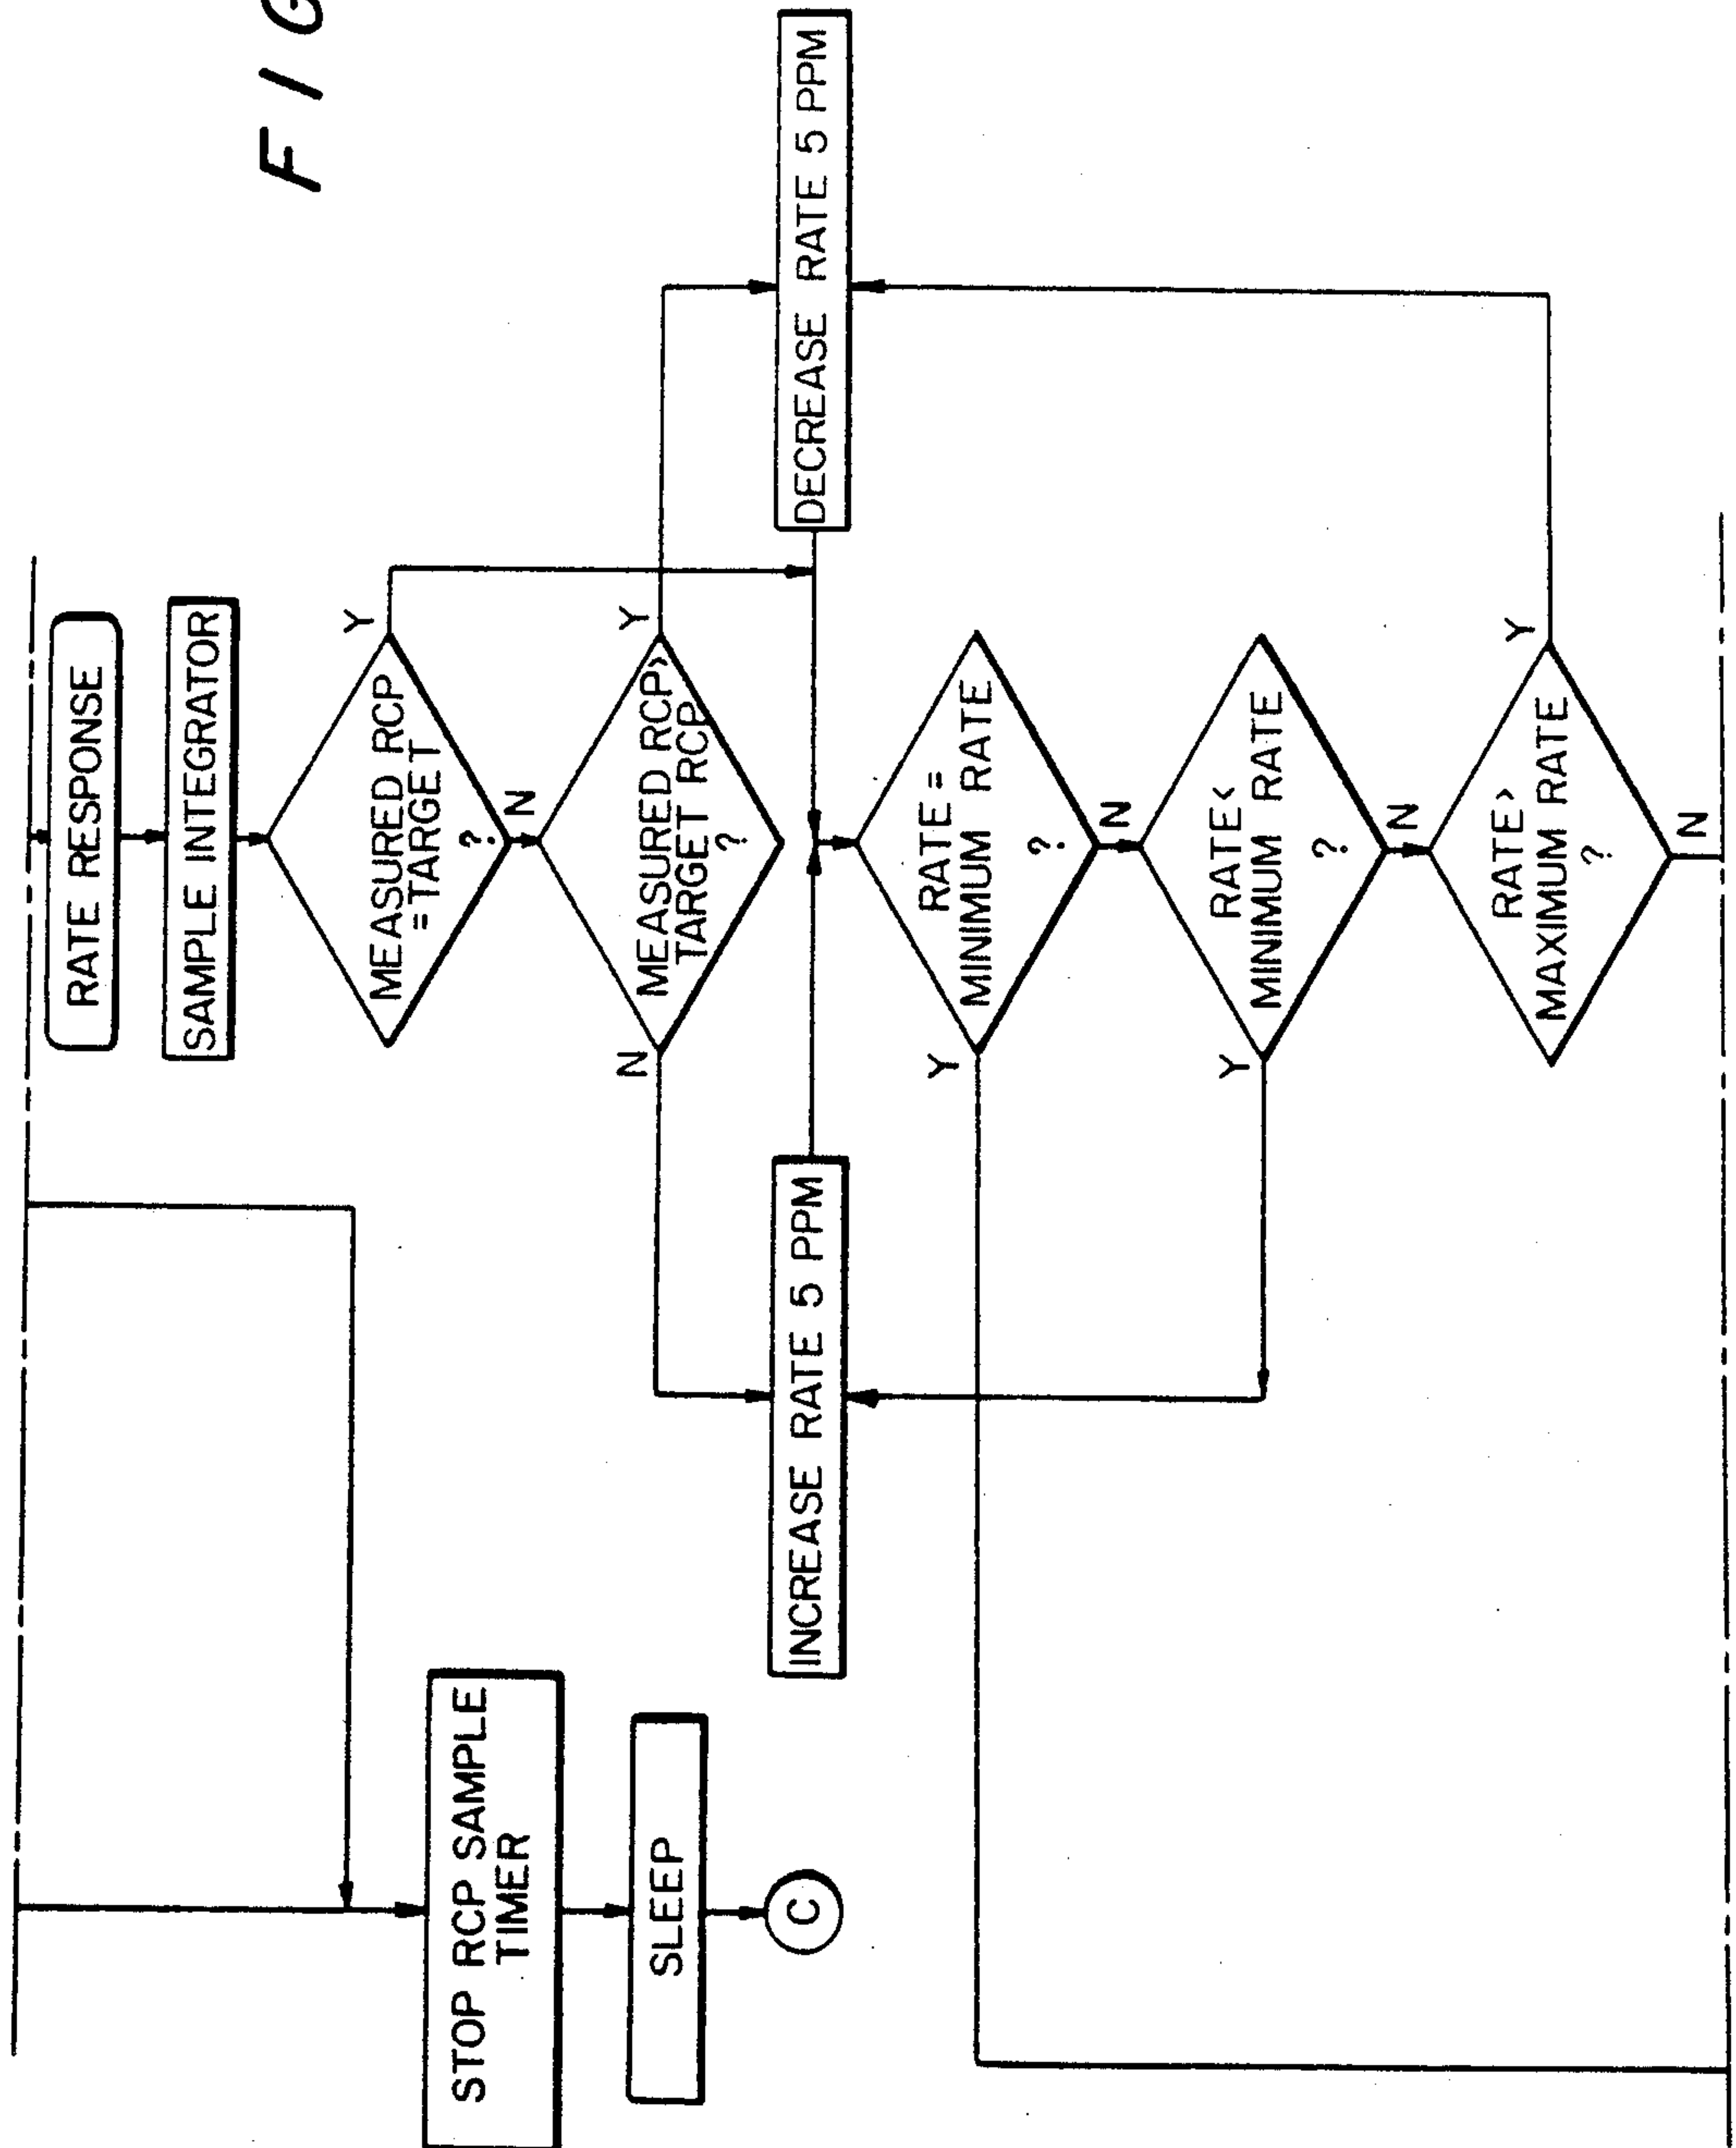 FIG
RATE RESPONSE
SAMPLE INTEGRATOR
MEASURED RCP
=TARGET
?
Y
N
MEASURED RCP>
TARGET RCP
?
Y
N
DECREASE RATE 5 PPM
INCREASE RATE 5 PPM
RATE =
MINIMUM RATE
?
Y
N
RATE<
MINIMUM RATE
?
Y
N
RATE>
MAXIMUM RATE
?
Y
N
STOP RCP SAMPLE
TIMER
SLEEP
C